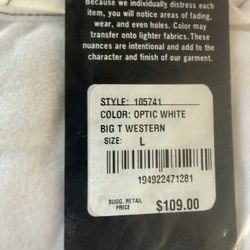 Because we individually distress each
item, you will notice areas of fading,
wear, and even holes. Color may
transfer onto lighter fabrics. These
nuances are intentional and add to the
character and finish of our garment.
STYLE: 105741
COLOR: OPTIC WHITE
BIG T WESTERN
SIZE: L
194922471281
SUGG. RETAIL
PRICE $109.00